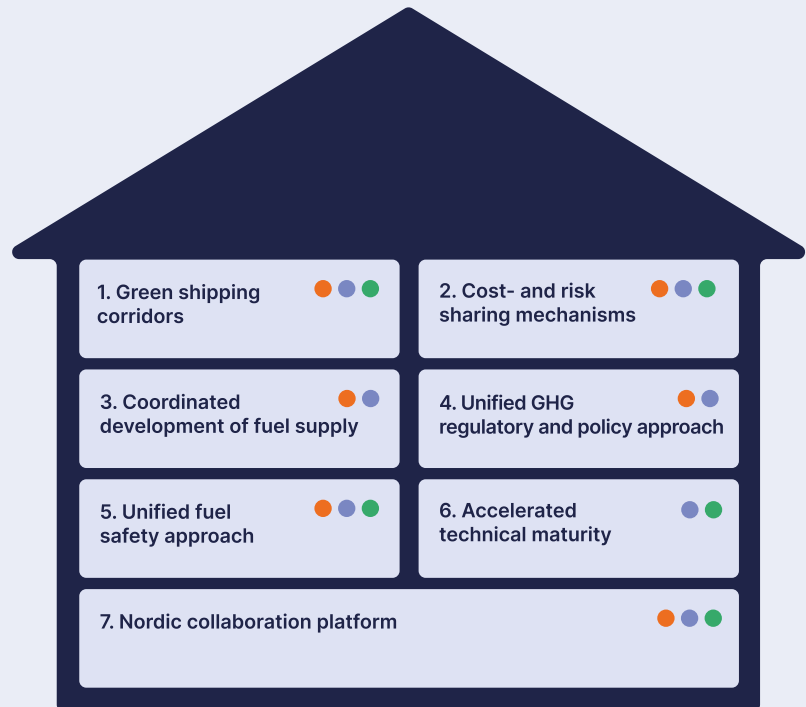 1. Green shipping
corridors
2. Cost- and risk
sharing mechanisms
3. Coordinated
development of fuel supply
4. Unified GHG
regulatory and policy approach
5. Unified fuel
safety approach
6. Accelerated
technical maturity
7. Nordic collaboration platform